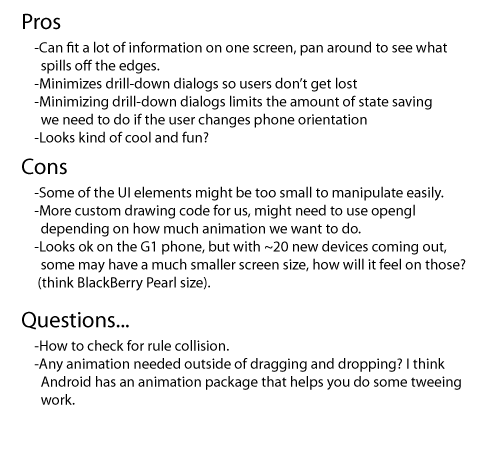 Pros
-Can fit a lot of information on one screen, pan around to see what
spills off the edges.
-Minimizes drill-down dialogs so users don't get lost
-Minimizing drill-down dialogs limits the amount of state saving
we need to do if the user changes phone orientation
-Looks kind of cool and fun?
Cons
-Some of the UI elements might be too small to manipulate easily.
-More custom drawing code for us, might need to use opengl
depending on how much animation we want to do.
-Looks ok on the G1 phone, but with ~20 new devices coming out,
some may have a much smaller screen size, how will it feel on those?
(think BlackBerry Pearl size).
Questions...
-How to check for rule collision.
-Any animation needed outside of dragging and dropping? I think
Android has an animation package that helps you do some tweeing
work.